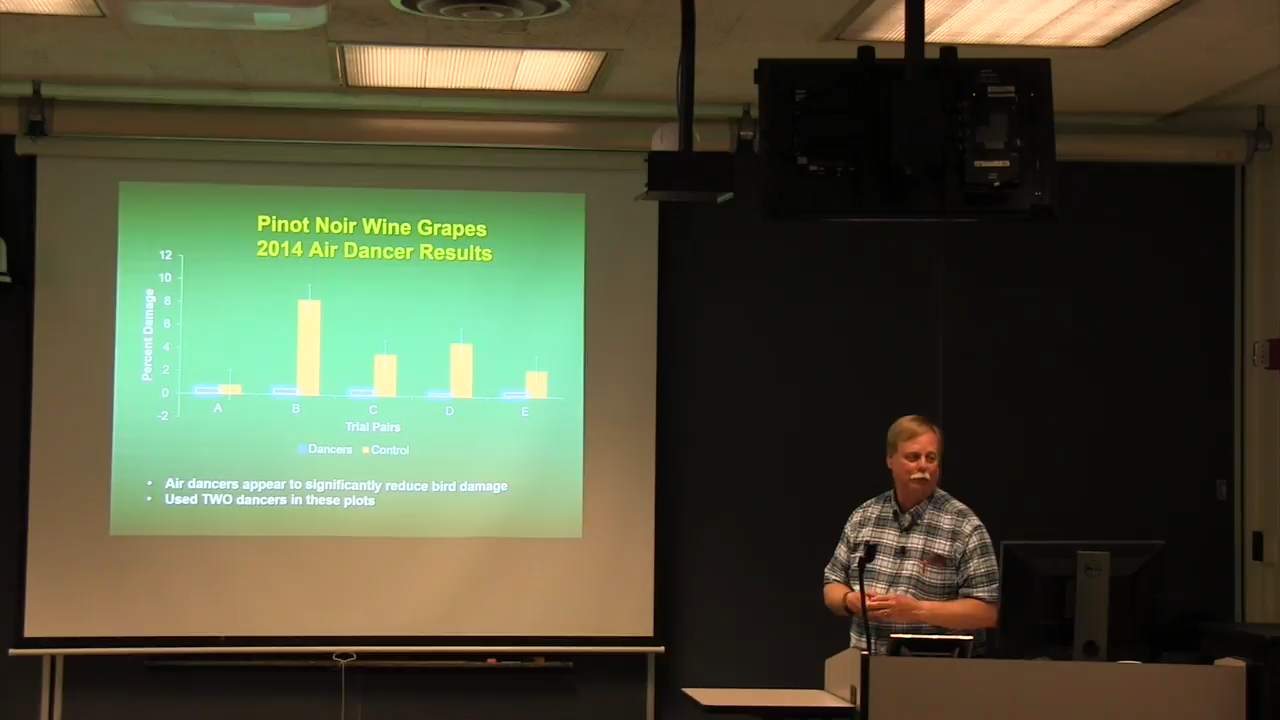 Pinot Noir Wine Grapes
2014 Air Dancer Results
12
10
8
6
4
2
0
-2
Percent Damage
A B C D E
Trial Pairs
Dancers Control
• Air dancers appear to significantly reduce bird damage
• Used TWO dancers in these plots
DELL